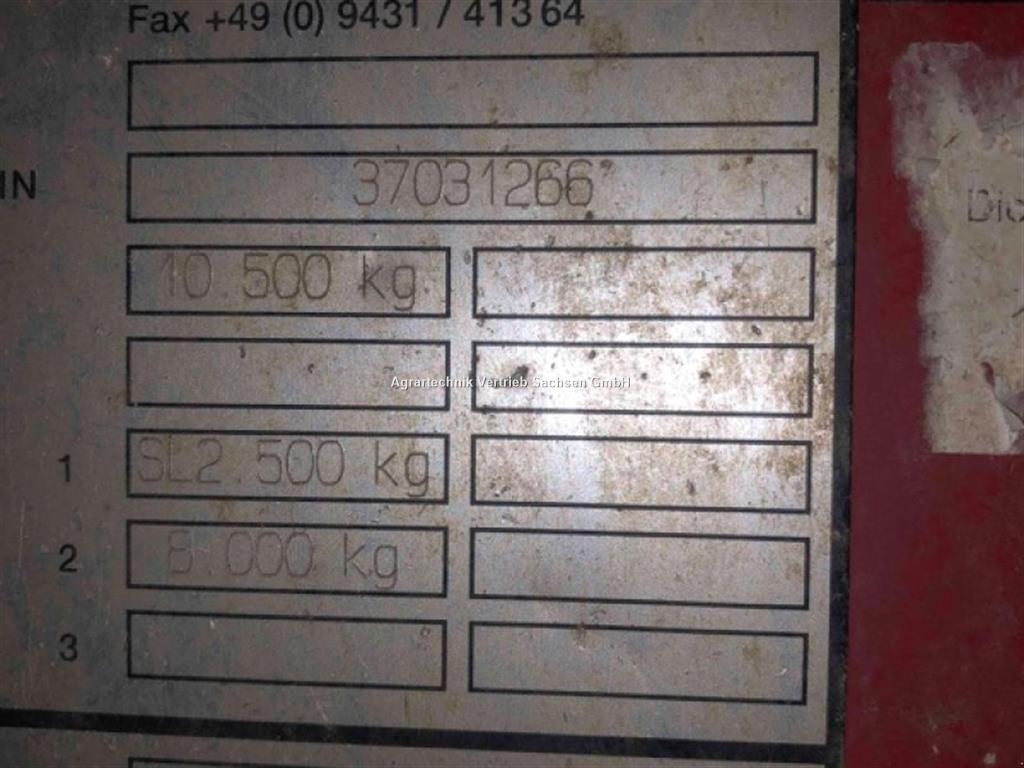 Fax +49 (0) 9431 / 413 64
IN 37031266
10.500 kg
Agrartechnik Vertrieb Sachsen GmbH
1 SL2.500 kg
2 8.000 kg
3